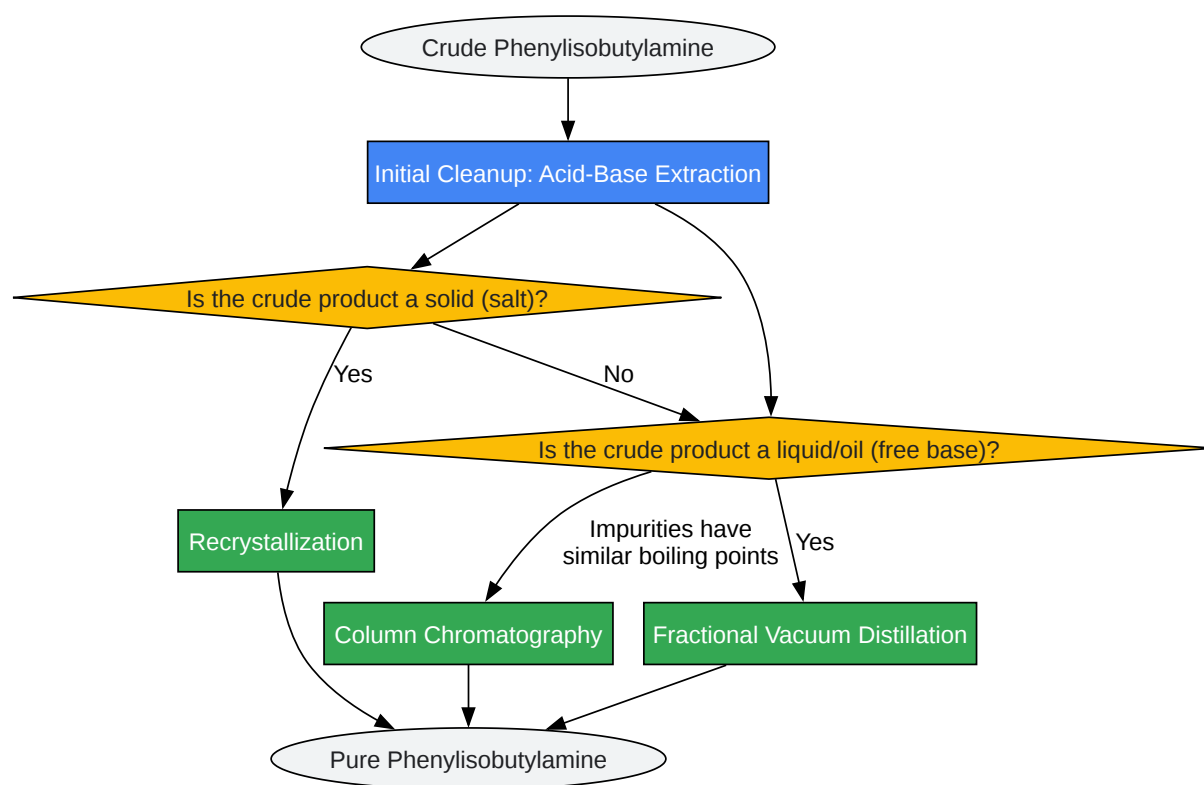 Crude Phenylisobutylamine
Initial Cleanup: Acid-Base Extraction
Is the crude product a solid (salt)?
Yes
No
Is the crude product a liquid/oil (free base)?
Recrystallization
Impurities have
similar boiling points
Yes
Column Chromatography
Fractional Vacuum Distillation
Pure Phenylisobutylamine